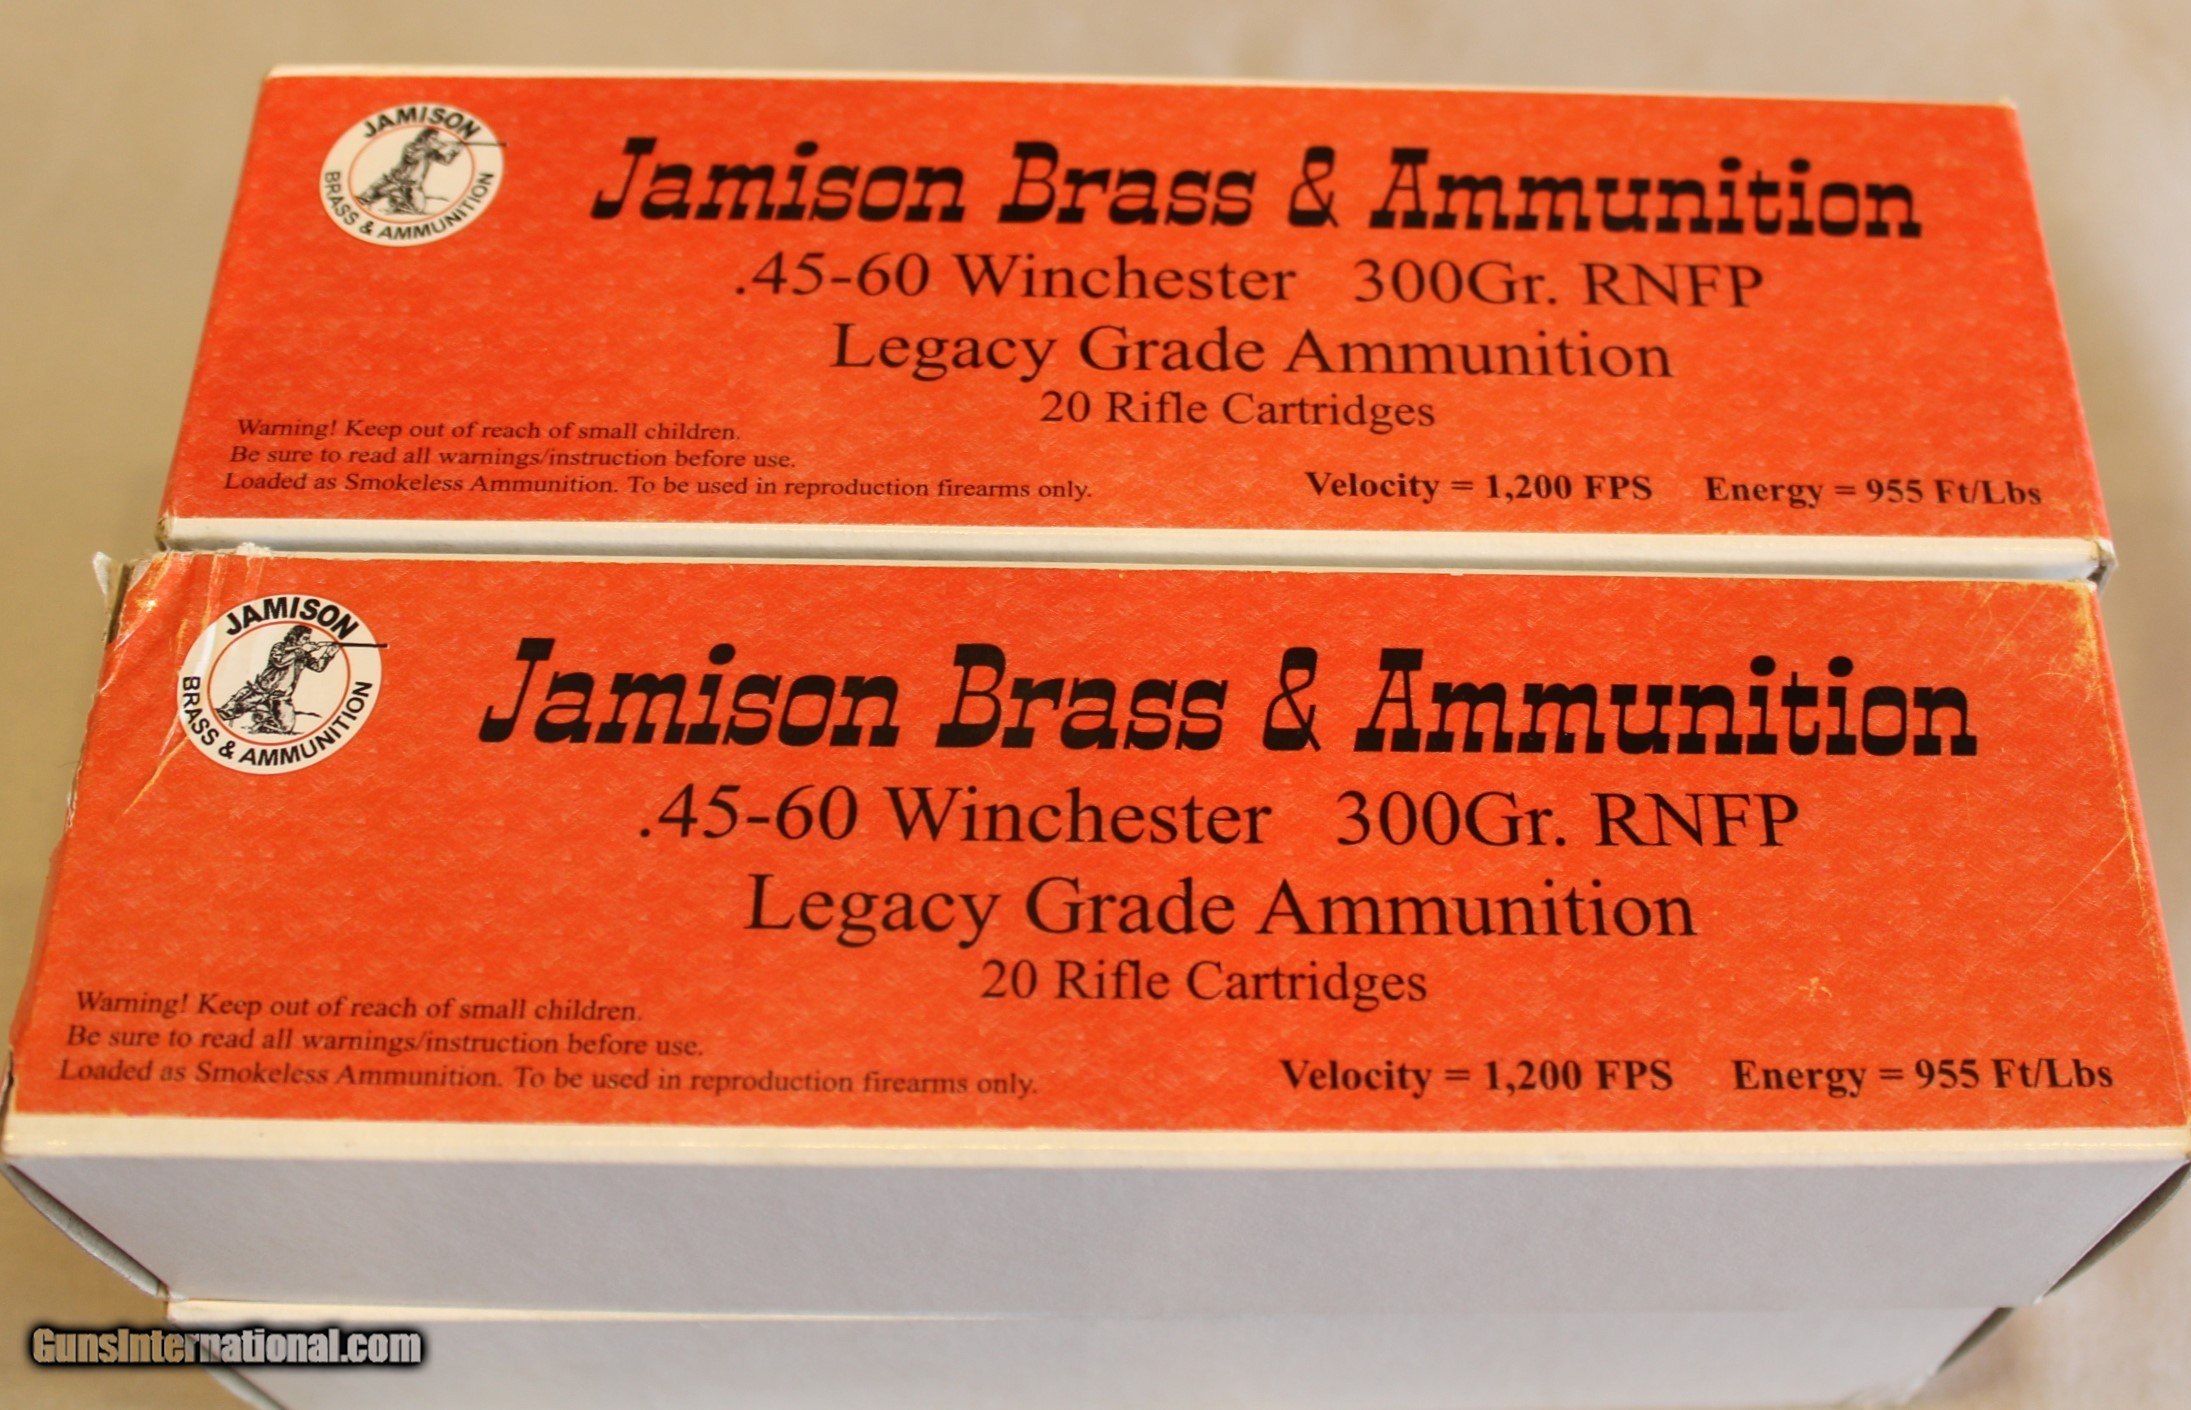 JAMISON
BRASS & AMMUNITION
Jamison Brass & Ammunition
.45-60 Winchester 300Gr. RNFP
Legacy Grade Ammunition
20 Rifle Cartridges
Warning! Keep out of reach of small children.
Be sure to read all warnings/instruction before use.
Loaded as Smokeless Ammunition. To be used in reproduction firearms only.
Velocity = 1,200 FPS Energy = 955 Ft/Lbs
JAMISON
BRASS & AMMUNITION
Jamison Brass & Ammunition
.45-60 Winchester 300Gr. RNFP
Legacy Grade Ammunition
20 Rifle Cartridges
Warning! Keep out of reach of small children.
Be sure to read all warnings/instruction before use.
Loaded as Smokeless Ammunition. To be used in reproduction firearms only.
Velocity = 1,200 FPS Energy = 955 Ft/Lbs
GunsInternational.com